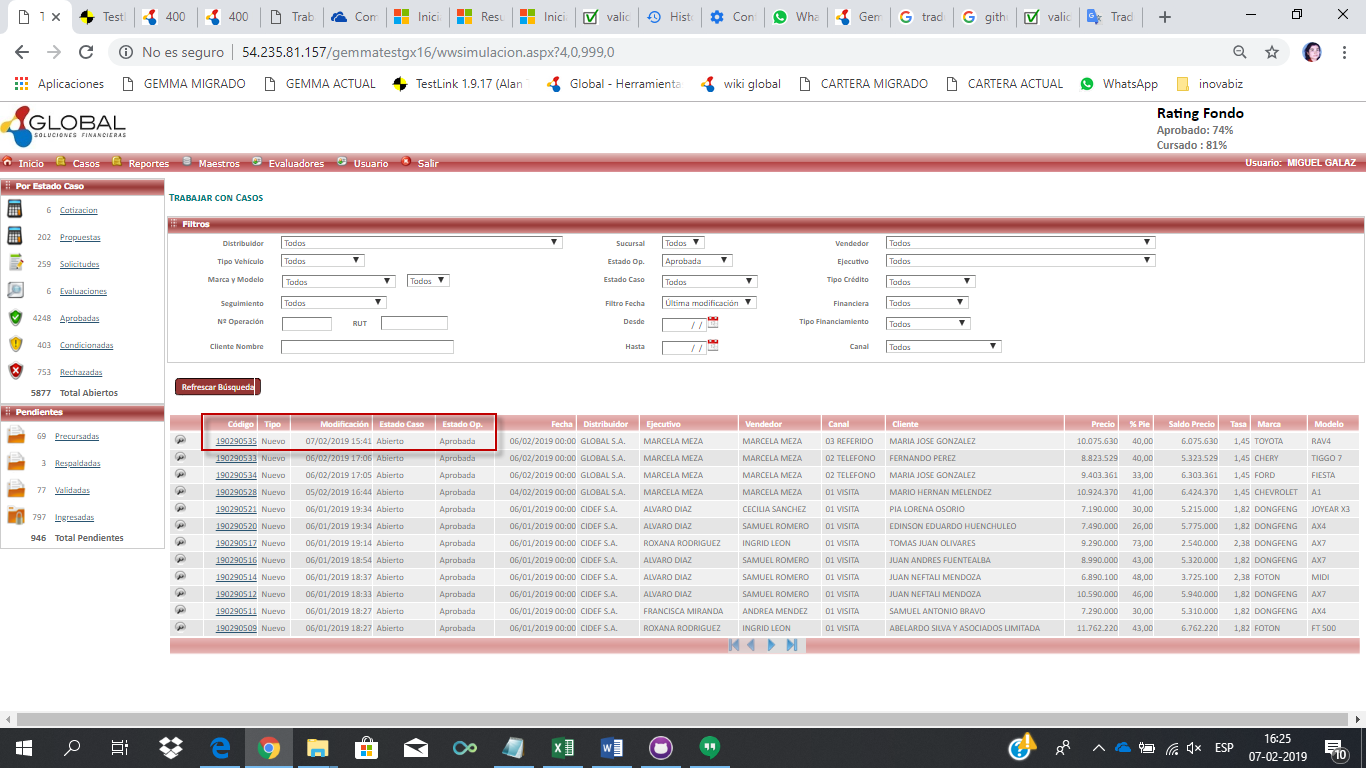 T
Testl
400
400
Trab
Com
Inicia
Resu
Inicia
valid
Histo
Conf
Wha
Gem
trad
gith
valid
Trad
No es seguro | 54.235.81.157/gemmatestgx16/wwsimulacion.aspx?4,0,999,0
Aplicaciones
GEMMA MIGRADO
GEMMA ACTUAL
TestLink 1.9.17 (Alan
Global - Herramienta
wiki global
CARTERA MIGRADO
CARTERA ACTUAL
WhatsApp
inovabiz
GLOBAL
SOLUCIONES FINANCIERAS
Rating Fondo
Aprobado: 74%
Cursado : 81%
Inicio Casos Reportes Maestros Evaluadores Usuario Salir
Usuario: MIGUEL GALAZ
Por Estado Caso
6 Cotizacion
202 Propuestas
259 Solicitudes
6 Evaluaciones
4248 Aprobadas
403 Condicionadas
753 Rechazadas
5877 Total Abiertos
Pendientes
69 Precursadas
3 Respaldadas
77 Validadas
797 Ingresadas
946 Total Pendientes
TRABAJAR CON CASOS
Filtros
Distribuidor Todos Sucursal Todos Vendedor Todos
Tipo Vehículo Todos Estado Op. Aprobada Ejecutivo Todos
Marca y Modelo Todos Todos Estado Caso Todos Tipo Crédito Todos
Seguimiento Todos Filtro Fecha Última modificación Financiera Todos
Nº Operación RUT Desde / / Tipo Financiamiento Todos
Cliente Nombre Hasta / / Canal Todos
Refrescar Búsqueda
Código Tipo Modificación Estado Caso Estado Op. Fecha Distribuidor Ejecutivo Vendedor Canal Cliente Precio % Pie Saldo Precio Tasa Marca Modelo
190290535 Nuevo 07/02/2019 15:41 Abierto Aprobada 06/02/2019 00:00 GLOBAL S.A. MARCELA MEZA MARCELA MEZA 03 REFERIDO MARIA JOSE GONZALEZ 10.075.630 40,00 6.075.630 1,45 TOYOTA RAV4
190290533 Nuevo 06/02/2019 17:06 Abierto Aprobada 06/02/2019 00:00 GLOBAL S.A. MARCELA MEZA MARCELA MEZA 02 TELEFONO FERNANDO PEREZ 8.823.529 40,00 5.323.529 1,45 CHERY TIGGO 7
190290534 Nuevo 06/02/2019 17:05 Abierto Aprobada 06/02/2019 00:00 GLOBAL S.A. MARCELA MEZA MARCELA MEZA 02 TELEFONO MARIA JOSE GONZALEZ 9.403.361 33,00 6.303.361 1,45 FORD FIESTA
190290528 Nuevo 05/02/2019 16:44 Abierto Aprobada 04/02/2019 00:00 GLOBAL S.A. MARCELA MEZA MARCELA MEZA 01 VISITA MARIO HERNAN MELENDEZ 10.924.370 41,00 6.424.370 1,45 CHEVROLET A1
190290521 Nuevo 06/01/2019 19:34 Abierto Aprobada 06/01/2019 00:00 CIDEF S.A. ALVARO DIAZ CECILIA SANCHEZ 01 VISITA PIA LORENA OSORIO 7.190.000 30,00 5.215.000 1,82 DONGFENG JOYEAR X3
190290520 Nuevo 06/01/2019 19:34 Abierto Aprobada 06/01/2019 00:00 CIDEF S.A. ALVARO DIAZ SAMUEL ROMERO 01 VISITA EDINSON EDUARDO HUENCHULEO 7.490.000 26,00 5.775.000 1,82 DONGFENG AX4
190290517 Nuevo 06/01/2019 19:14 Abierto Aprobada 06/01/2019 00:00 CIDEF S.A. ROXANA RODRIGUEZ INGRID LEON 01 VISITA TOMAS JUAN OLIVARES 9.290.000 73,00 2.540.000 2,38 DONGFENG AX7
190290516 Nuevo 06/01/2019 18:54 Abierto Aprobada 06/01/2019 00:00 CIDEF S.A. ALVARO DIAZ SAMUEL ROMERO 01 VISITA JUAN ANDRES FUENTEALBA 8.990.000 43,00 5.320.000 1,82 DONGFENG AX7
190290514 Nuevo 06/01/2019 18:37 Abierto Aprobada 06/01/2019 00:00 CIDEF S.A. ALVARO DIAZ SAMUEL ROMERO 01 VISITA JUAN NEFTALI MENDOZA 6.890.100 48,00 3.725.100 2,38 FOTON MIDI
190290512 Nuevo 06/01/2019 18:33 Abierto Aprobada 06/01/2019 00:00 CIDEF S.A. ALVARO DIAZ SAMUEL ROMERO 01 VISITA JUAN NEFTALI MENDOZA 10.590.000 46,00 5.940.000 1,82 DONGFENG AX7
190290511 Nuevo 06/01/2019 18:27 Abierto Aprobada 06/01/2019 00:00 CIDEF S.A. FRANCISCA MIRANDA ANDREA MENDEZ 01 VISITA SAMUEL ANTONIO BRAVO 7.290.000 30,00 5.310.000 1,82 DONGFENG AX4
190290509 Nuevo 06/01/2019 18:27 Abierto Aprobada 06/01/2019 00:00 CIDEF S.A. ROXANA RODRIGUEZ INGRID LEON 01 VISITA ABELARDO SILVA Y ASOCIADOS LIMITADA 11.762.220 43,00 6.762.220 1,82 FOTON FT 500
ESP
16:25
07-02-2019
10